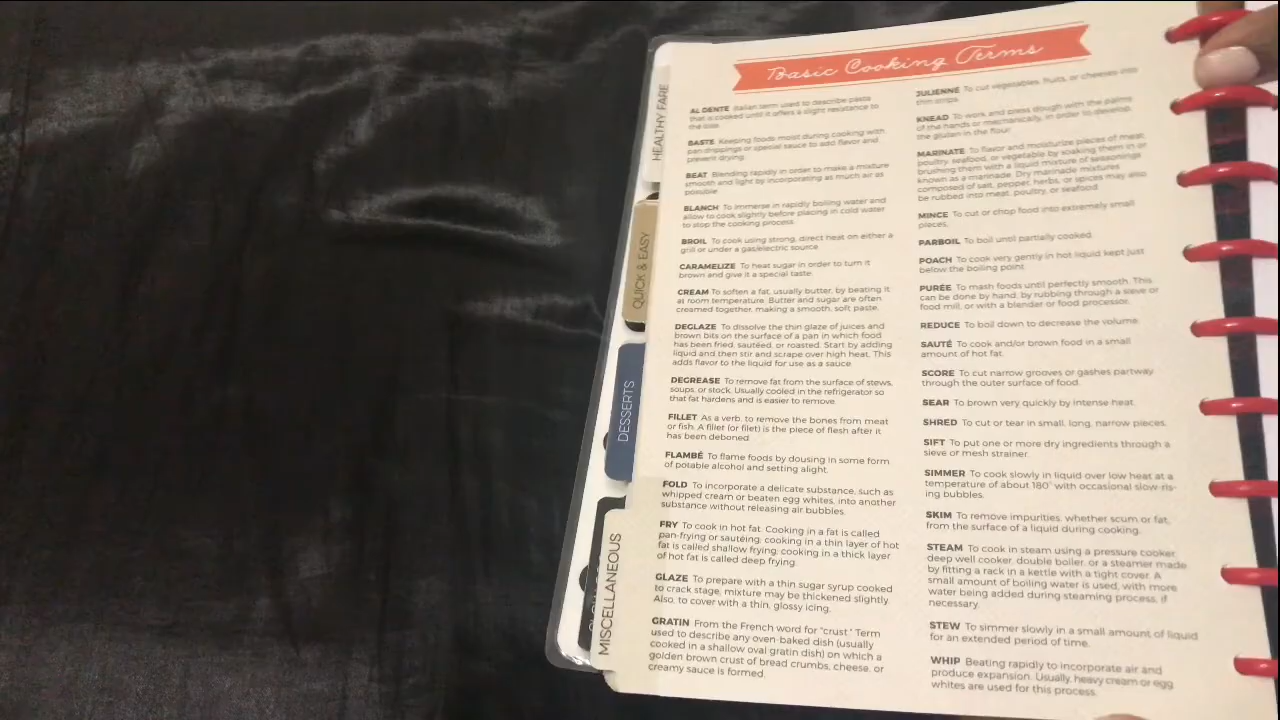 Basic Cooking Terms
AL DENTE Italian term used to describe pasta
that is cooked until it offers a slight resistance to
the bite.
BASTE Keeping foods moist during cooking with
pan drippings or special sauce to add flavor and
prevent drying.
BEAT Blending rapidly in order to make a mixture
smooth and light by incorporating as much air as
possible.
BLANCH To immerse in rapidly boiling water and
allow to cook slightly before placing in cold water
to stop the cooking process.
BROIL To cook using strong, direct heat on either a
grill or under a gas/electric source
CARAMELIZE To heat sugar in order to turn it
brown and give it a special taste.
CREAM To soften a fat, usually butter, by beating it
at room temperature. Butter and sugar are often
creamed together, making a smooth, soft paste.
DEGLAZE To dissolve the thin glaze of juices and
brown bits on the surface of a pan in which food
has been fried, sautéed, or roasted. Start by adding
liquid and then stir and scrape over high heat. This
adds flavor to the liquid for use as a sauce
DEGREASE To remove fat from the surface of stews,
soups, or stock. Usually cooled in the refrigerator so
that fat hardens and is easier to remove.
FILLET As a verb, to remove the bones from meat
or fish. A fillet (or filet) is the piece of flesh after it
has been deboned.
FLAMBÉ To flame foods by dousing in some form
of potable alcohol and setting alight.
FOLD To incorporate a delicate substance, such as
whipped cream or beaten egg whites, into another
substance without releasing air bubbles.
FRY To cook in hot fat. Cooking in a fat is called
pan-frying or sautéing; cooking in a thin layer of hot
fat is called shallow frying; cooking in a thick layer
of hot fat is called deep frying.
GLAZE To prepare with a thin sugar syrup cooked
to crack stage; mixture may be thickened slightly.
Also, to cover with a thin, glossy icing.
GRATIN From the French word for "crust." Term
used to describe any oven-baked dish (usually
cooked in a shallow oval gratin dish) on which a
golden brown crust of bread crumbs, cheese, or
creamy sauce is formed.
JULIENNE To cut vegetables, fruits, or cheeses into
thin strips.
KNEAD To work and press dough with the palms
of the hands or mechanically, in order to develop
the gluten in the flour.
MARINATE To flavor and moisturize pieces of meat,
poultry, seafood, or vegetable by soaking them in or
brushing them with a liquid mixture of seasonings
known as a marinade. Dry marinade mixtures
composed of salt, pepper, herbs, or spices may also
be rubbed into meat, poultry, or seafood.
MINCE To cut or chop food into extremely small
pieces.
PARBOIL To boil until partially cooked.
POACH To cook very gently in hot liquid kept just
below the boiling point.
PURÉE To mash foods until perfectly smooth. This
can be done by hand, by rubbing through a sieve or
food mill, or with a blender or food processor.
REDUCE To boil down to decrease the volume.
SAUTÉ To cook and/or brown food in a small
amount of hot fat.
SCORE To cut narrow grooves or gashes partway
through the outer surface of food.
SEAR To brown very quickly by intense heat.
SHRED To cut or tear in small, long, narrow pieces.
SIFT To put one or more dry ingredients through a
sieve or mesh strainer.
SIMMER To cook slowly in liquid over low heat at a
temperature of about 180° with occasional slow-ris-
ing bubbles.
SKIM To remove impurities, whether scum or fat,
from the surface of a liquid during cooking.
STEAM To cook in steam using a pressure cooker,
deep well cooker, double boiler, or a steamer made
by fitting a rack in a kettle with a tight cover. A
small amount of boiling water is used, with more
water being added during steaming process, if
necessary.
STEW To simmer slowly in a small amount of liquid
for an extended period of time.
WHIP Beating rapidly to incorporate air and
produce expansion. Usually, heavy cream or egg
whites are used for this process.
HEALTHY FARE
QUICK & EASY
DESSERTS
MISCELLANEOUS